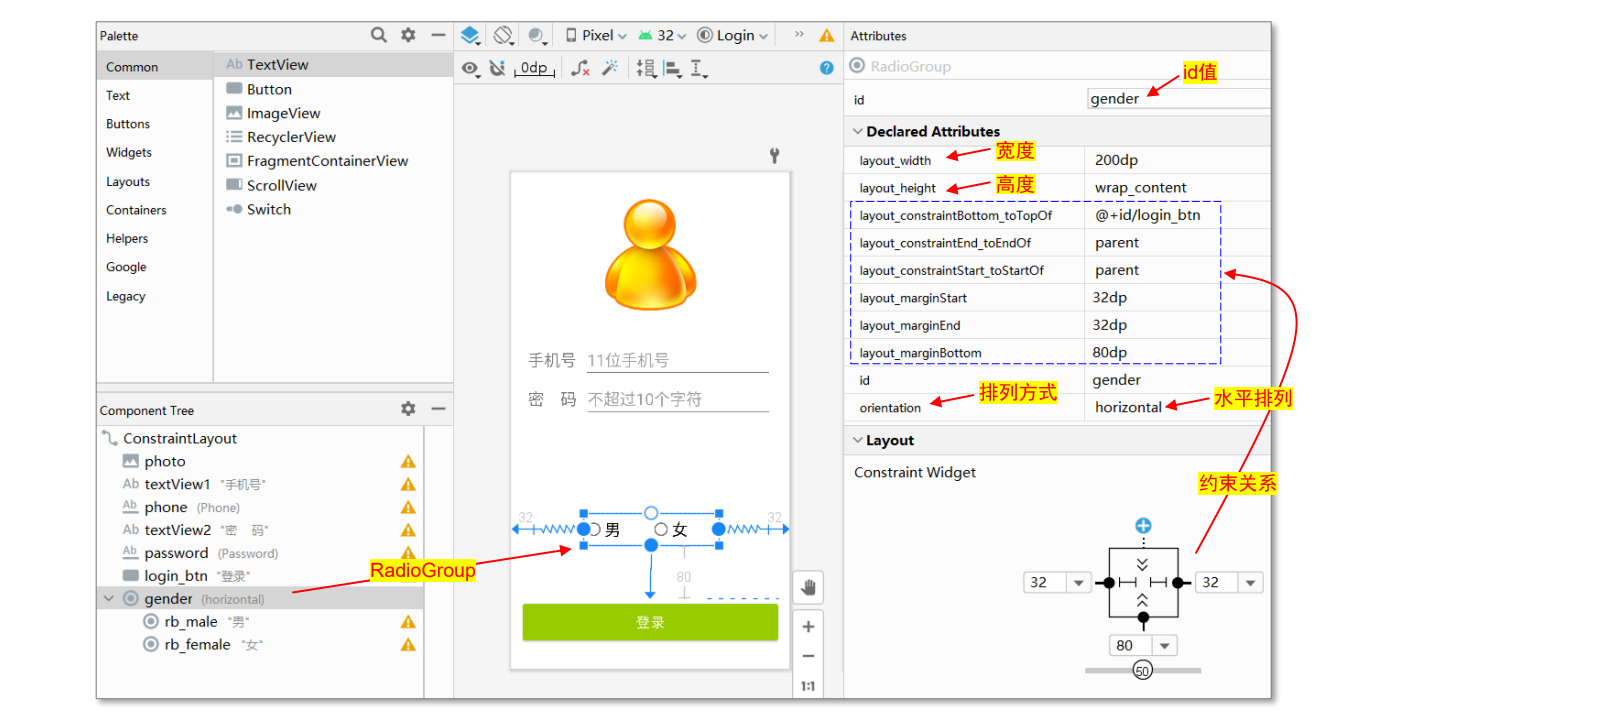 Palette
Common
Text
Buttons
Widgets
Layouts
Containers
Helpers
Google
Legacy
Ab TextView
Button
ImageView
RecyclerView
FragmentContainerView
ScrollView
Switch
Component Tree
ConstraintLayout
photo
Ab textView1 "手机号"
Ab phone (Phone)
Ab textView2 "密 码"
Ab password (Password)
login_btn "登录"
gender (horizontal)
rb_male "男"
rb_female "女"
RadioGroup
Pixel 32 Login
0dp
手机号 11位手机号
密 码 不超过10个字符
32 男 女 32
80
登录
1:1
Attributes
RadioGroup
id值
id gender
Declared Attributes
layout_width 宽度 200dp
layout_height 高度 wrap_content
layout_constraintBottom_toTopOf @+id/login_btn
layout_constraintEnd_toEndOf parent
layout_constraintStart_toStartOf parent
layout_marginStart 32dp
layout_marginEnd 32dp
layout_marginBottom 80dp
id gender
orientation 排列方式 horizontal 水平排列
Layout
Constraint Widget
约束关系
32 32
80
50